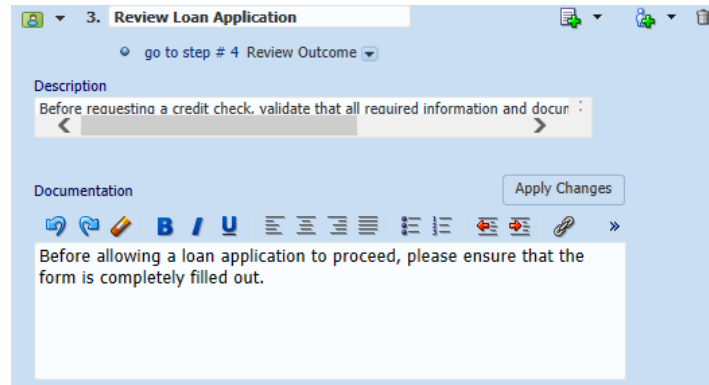 3. Review Loan Application
go to step # 4 Review Outcome
Description
Before requesting a credit check, validate that all required information and docun
Documentation
Apply Changes
B I U
Before allowing a loan application to proceed, please ensure that the
form is completely filled out.